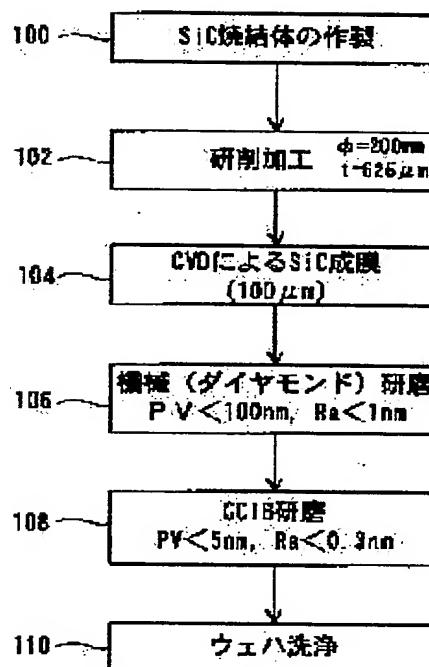 100 SiC焼結体の作製
102 研削加工 φ=200mm
t=625μm
104 CVDによるSiC成膜
(100μm)
106 機械(ダイヤモンド)研磨
PV<100nm, Ra<1nm
108 GCIB研磨
PV<5nm, Ra<0.3nm
110 ウェハ洗浄